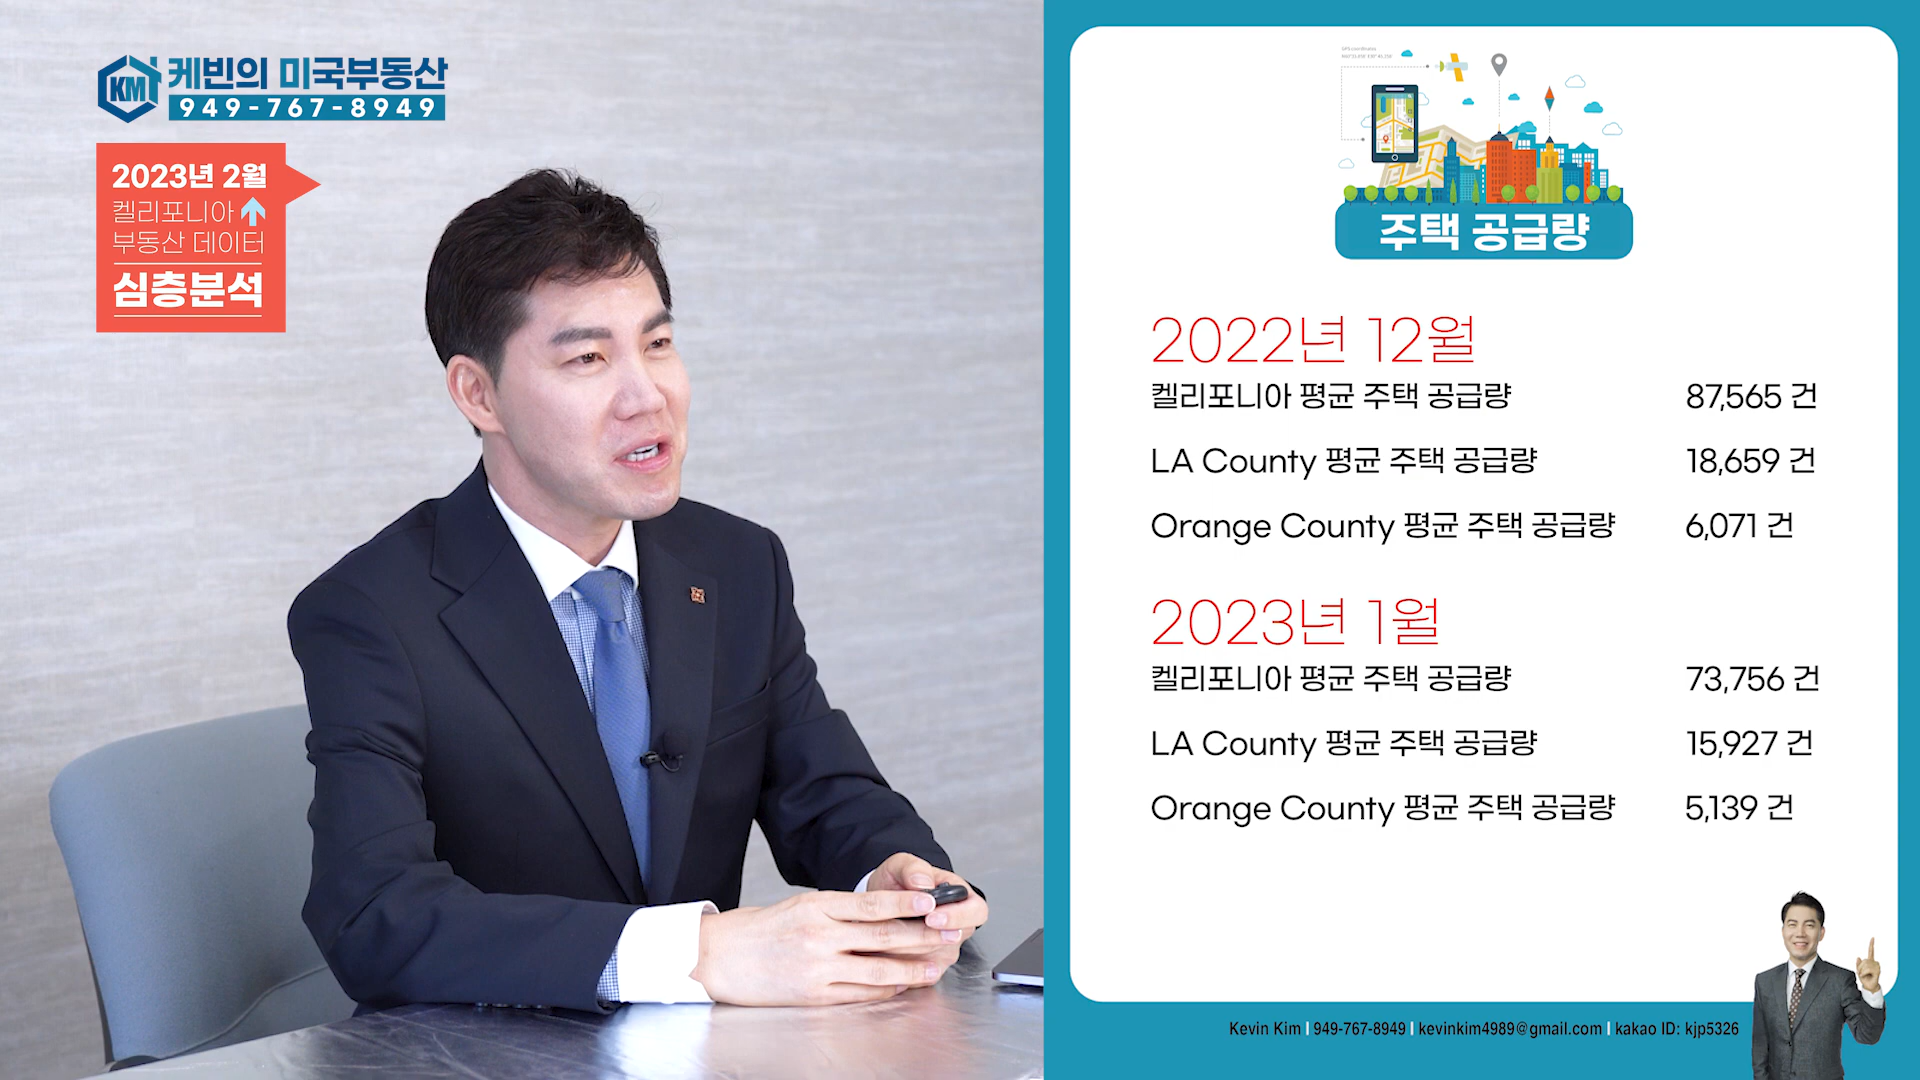 KM
케빈의 미국부동산
949-767-8949
2023년 2월
켈리포니아
부동산 데이터
심층분석
주택 공급량
2022년 12월
켈리포니아 평균 주택 공급량 87,565 건
LA County 평균 주택 공급량 18,659 건
Orange County 평균 주택 공급량 6,071 건
2023년 1월
켈리포니아 평균 주택 공급량 73,756 건
LA County 평균 주택 공급량 15,927 건
Orange County 평균 주택 공급량 5,139 건
Kevin Kim | 949-767-8949 | kevinkim4989@gmail.com | kakao ID: kjp5326